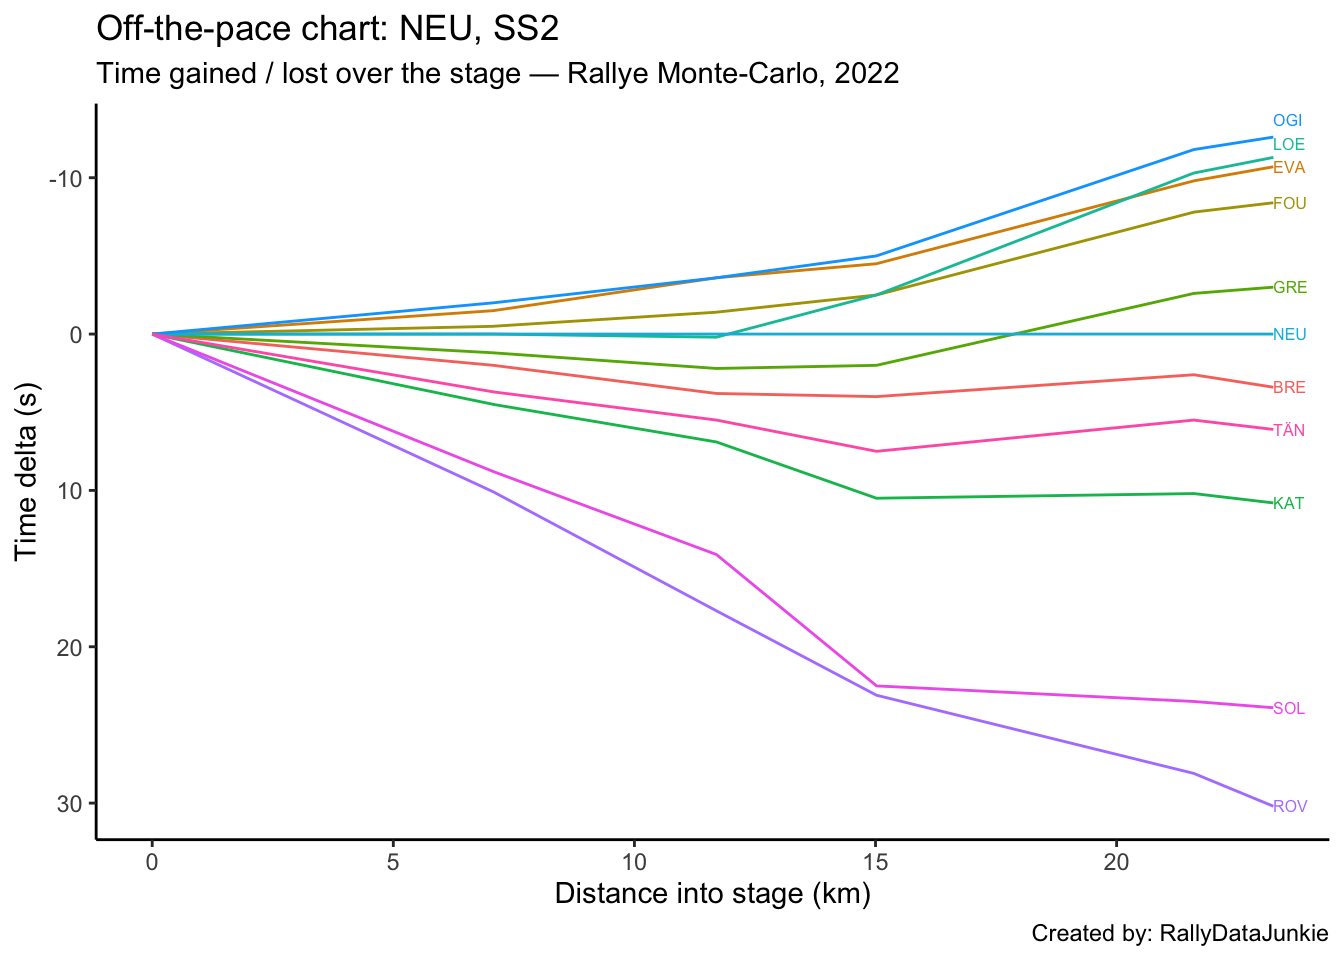 Off-the-pace chart: NEU, SS2
Time gained / lost over the stage — Rallye Monte-Carlo, 2022
OGI
LOE
EVA
FOU
GRE
NEU
BRE
TÄN
KAT
SOL
ROV
-10
0
10
20
30
Time delta (s)
0 5 10 15 20
Distance into stage (km)
Created by: RallyDataJunkie